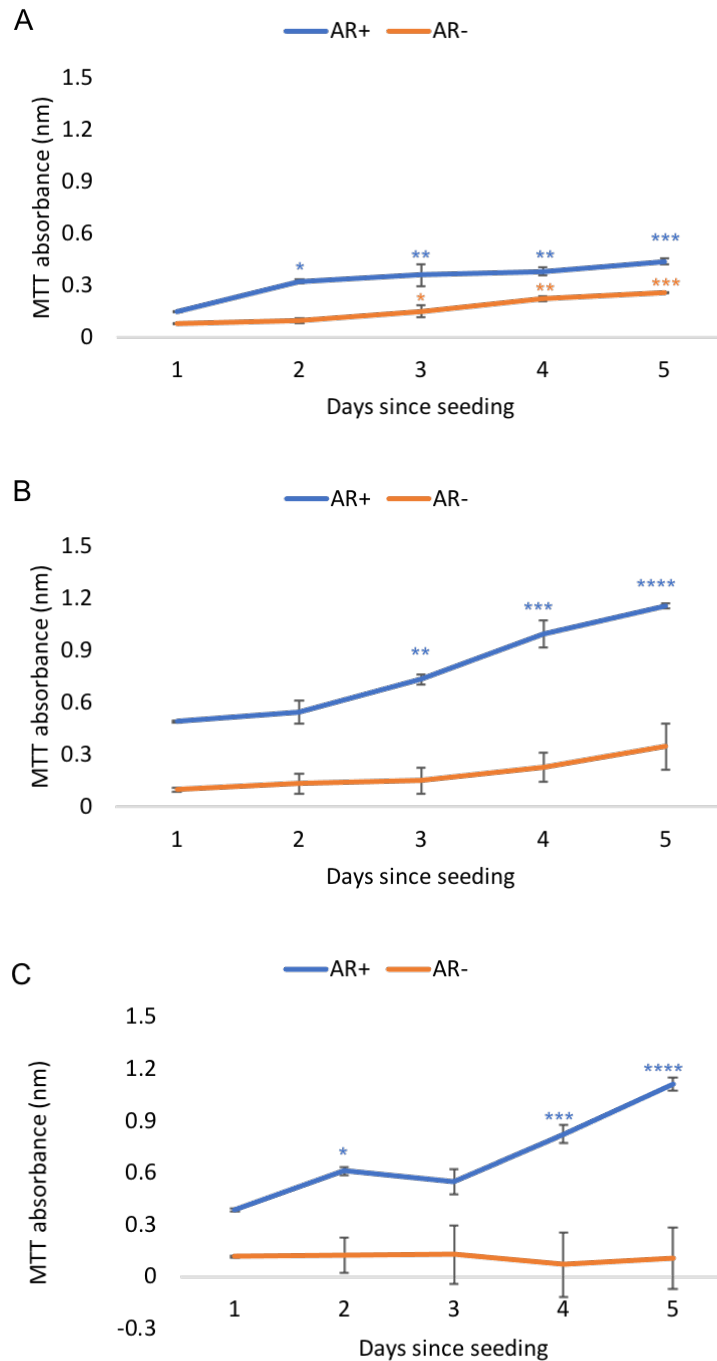 A
AR+ AR-
1.5
1.2
0.9
0.6
0.3
0
MTT absorbance (nm)
* ** ** ***
* ** ***
1 2 3 4 5
Days since seeding
B
AR+ AR-
1.5
1.2
0.9
0.6
0.3
0
MTT absorbance (nm)
** *** ****
1 2 3 4 5
Days since seeding
C
AR+ AR-
1.5
1.2
0.9
0.6
0.3
0
-0.3
MTT absorbance (nm)
* *** ****
1 2 3 4 5
Days since seeding